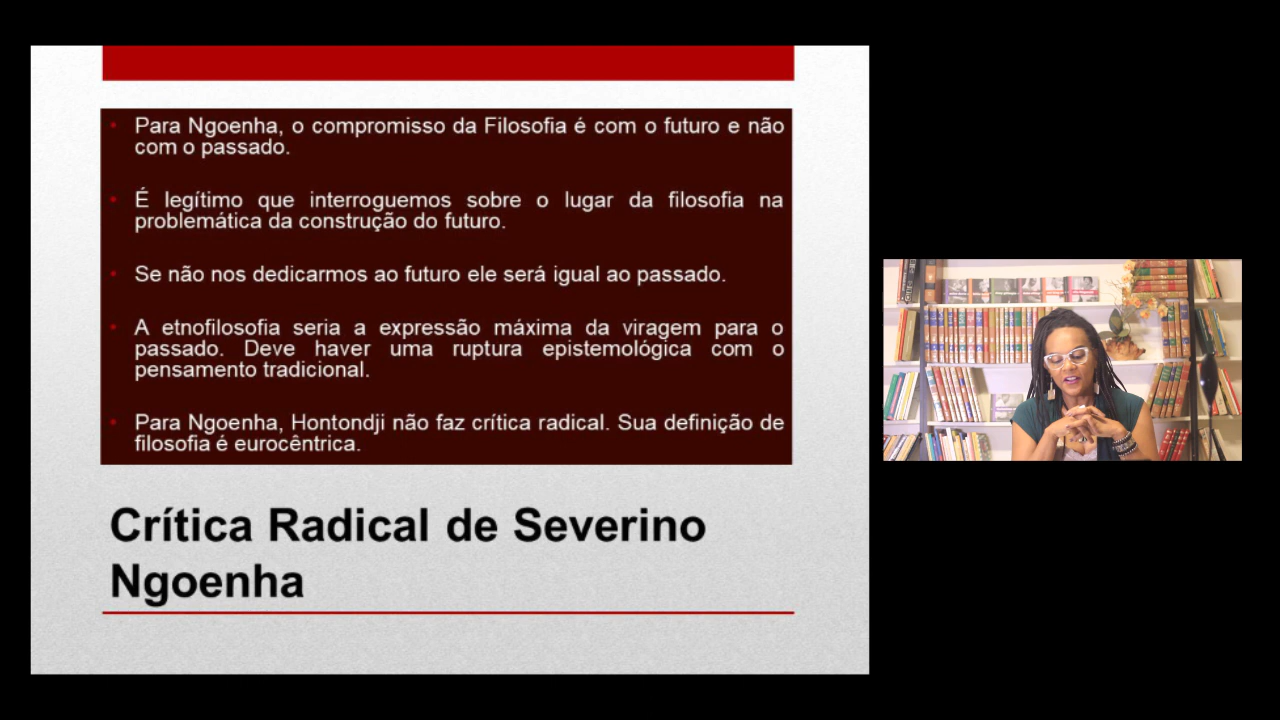 Para Ngoenha, o compromisso da Filosofia é com o futuro e não
com o passado.
É legítimo que interroguemos sobre o lugar da filosofia na
problemática da construção do futuro.
Se não nos dedicarmos ao futuro ele será igual ao passado.
A etnofilosofia seria a expressão máxima da viragem para o
passado. Deve haver uma ruptura epistemológica com o
pensamento tradicional.
Para Ngoenha, Hontondji não faz crítica radical. Sua definição de
filosofia é eurocêntrica.
Crítica Radical de Severino
Ngoenha